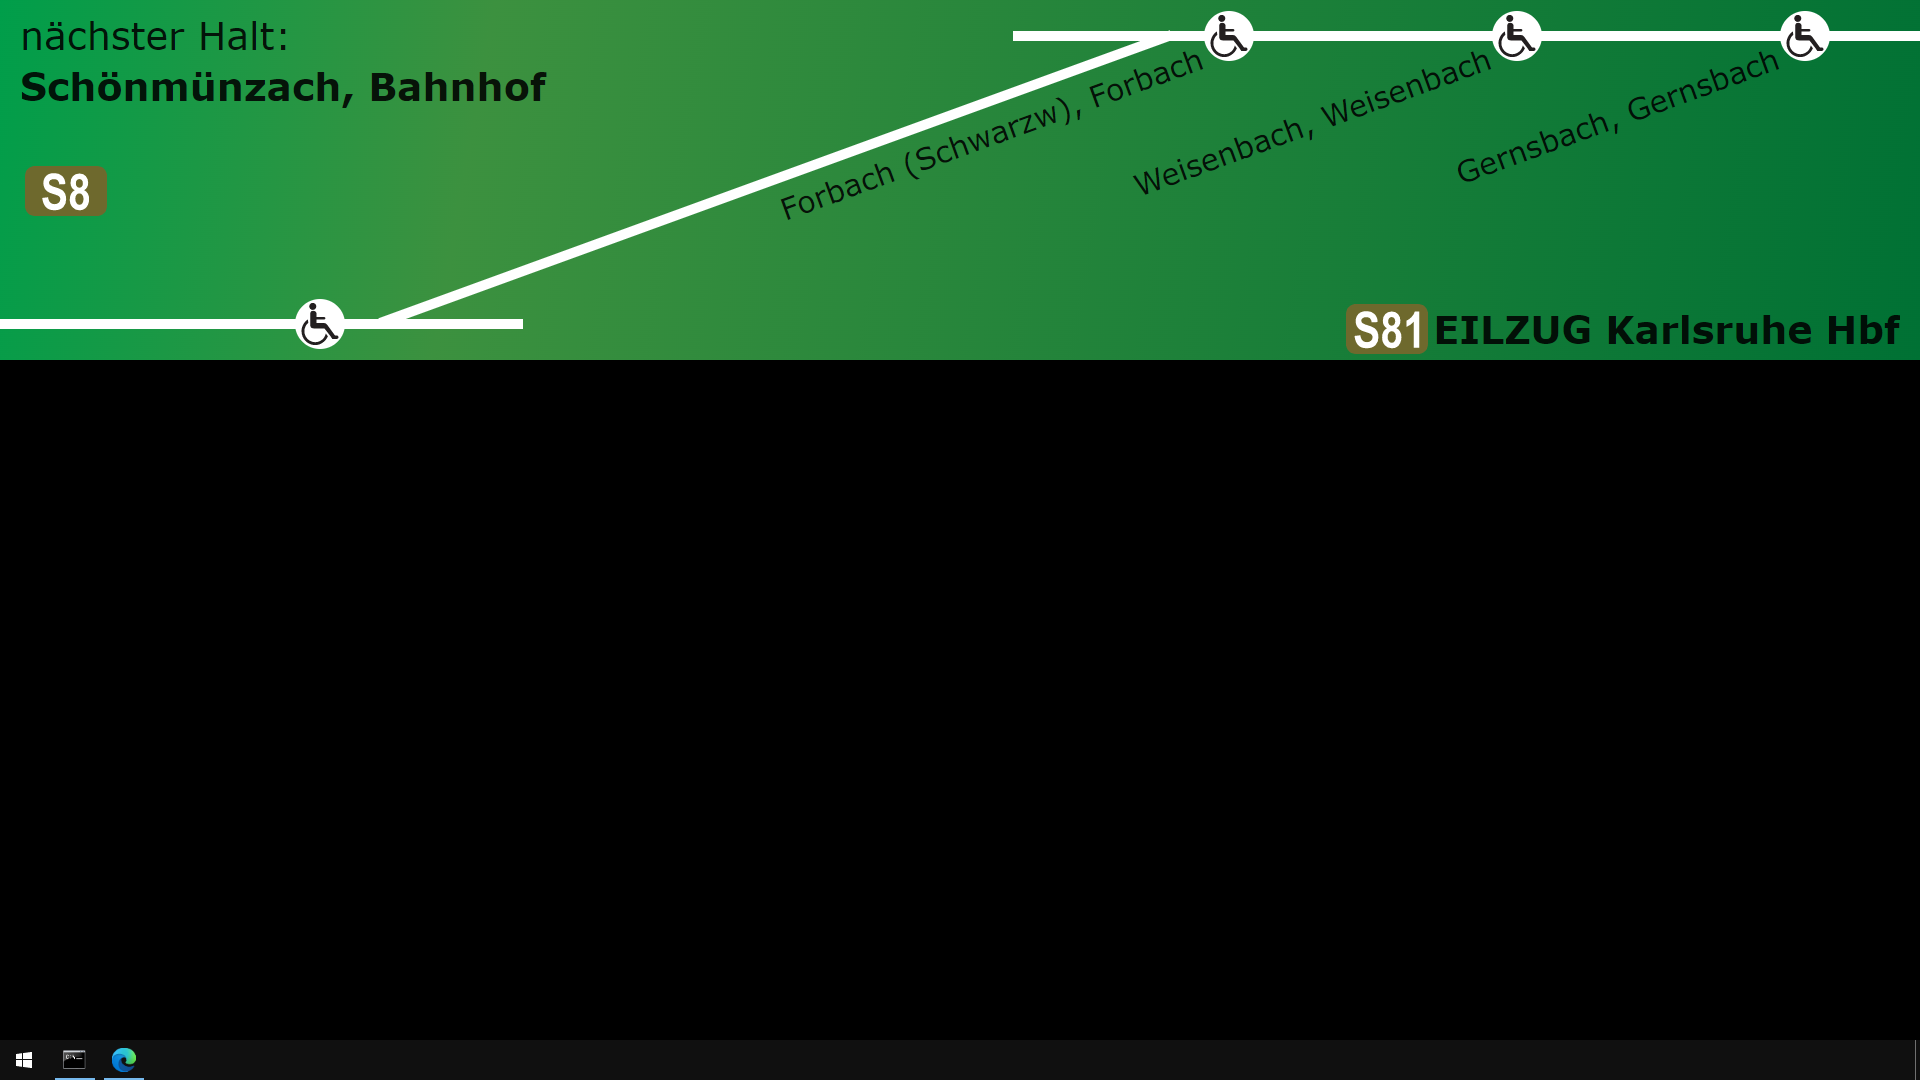 nächster Halt:
Schönmünzach, Bahnhof
S8
Forbach (Schwarzw), Forbach
Weisenbach, Weisenbach
Gernsbach, Gernsbach
S81 EILZUG Karlsruhe Hbf